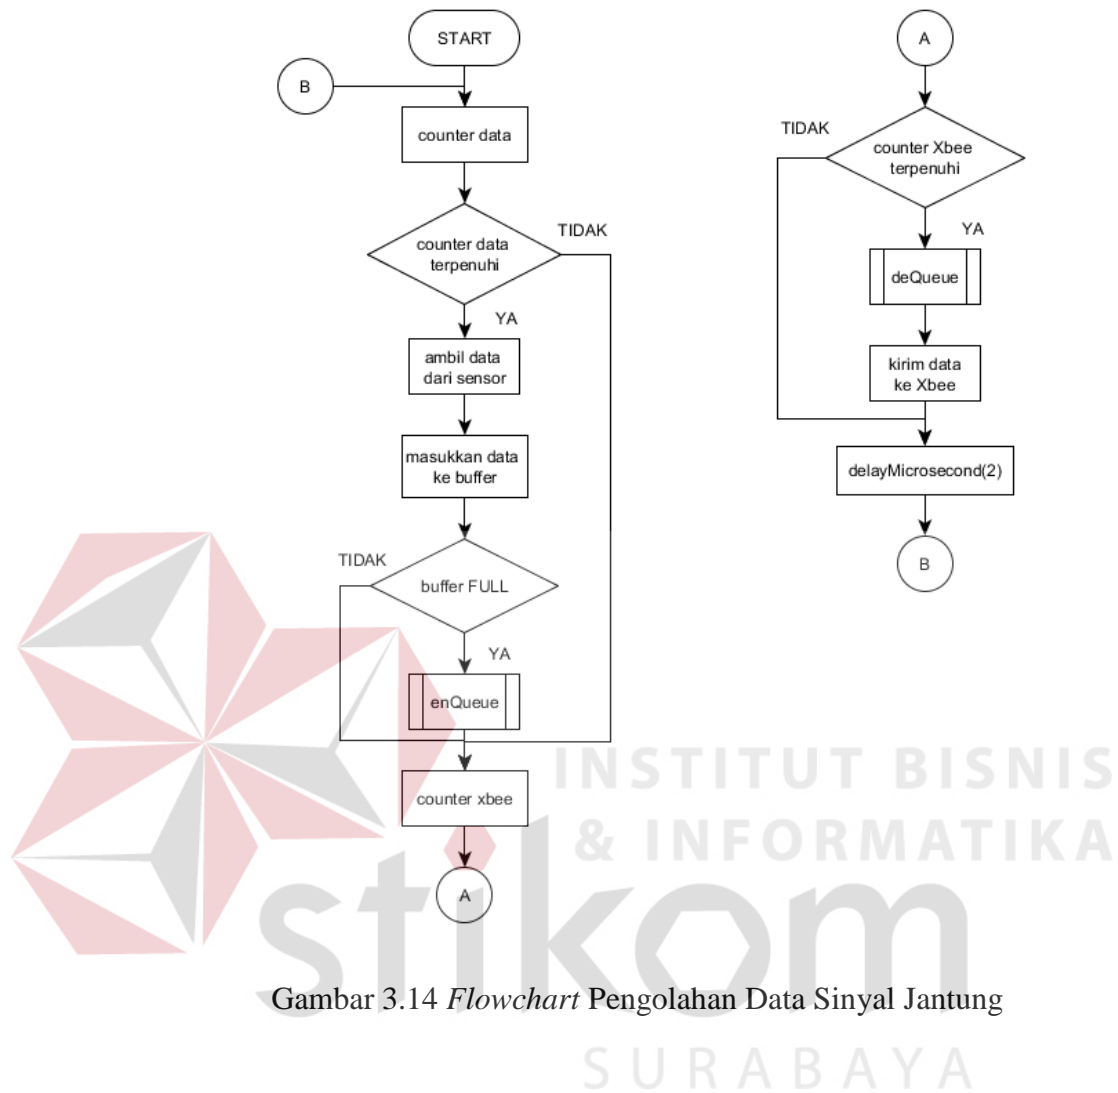 START
B
counter data
counter data
terpenuhi
TIDAK
YA
ambil data
dari sensor
masukkan data
ke buffer
TIDAK
buffer FULL
YA
enQueue
counter xbee
A
A
TIDAK
counter Xbee
terpenuhi
YA
deQueue
kirim data
ke Xbee
delayMicrosecond(2)
B
INSTITUT BISNIS
& INFORMATIKA
stikom
SURABAYA
Gambar 3.14 Flowchart Pengolahan Data Sinyal Jantung